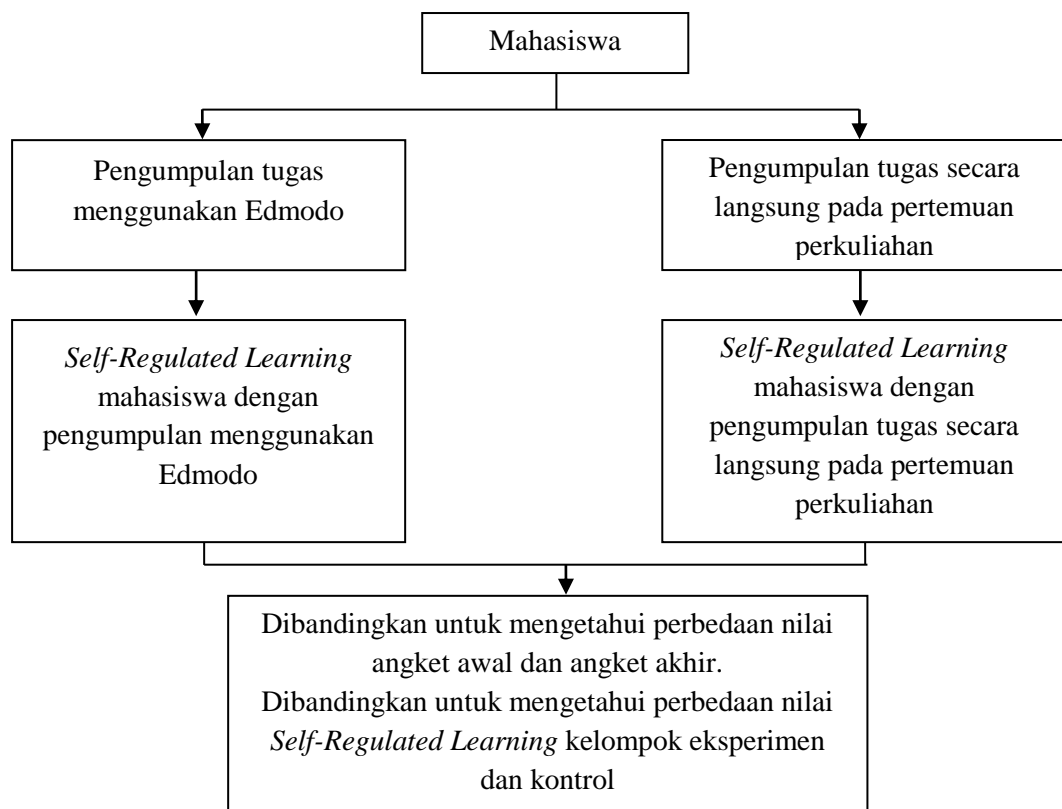 Mahasiswa
Pengumpulan tugas
menggunakan Edmodo
Pengumpulan tugas secara
langsung pada pertemuan
perkuliahan
Self-Regulated Learning
mahasiswa dengan
pengumpulan menggunakan
Edmodo
Self-Regulated Learning
mahasiswa dengan
pengumpulan tugas secara
langsung pada pertemuan
perkuliahan
Dibandingkan untuk mengetahui perbedaan nilai
angket awal dan angket akhir.
Dibandingkan untuk mengetahui perbedaan nilai
Self-Regulated Learning kelompok eksperimen
dan kontrol